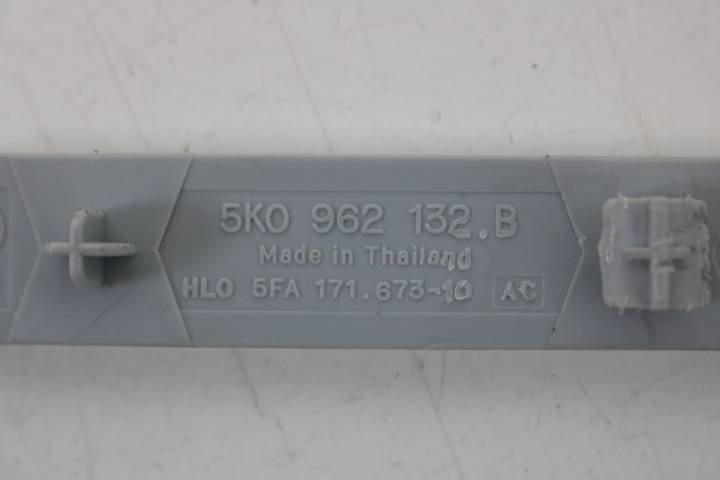 5K0 962 132.B
Made in Thailand
HLO 5FA 171.673-10 AC